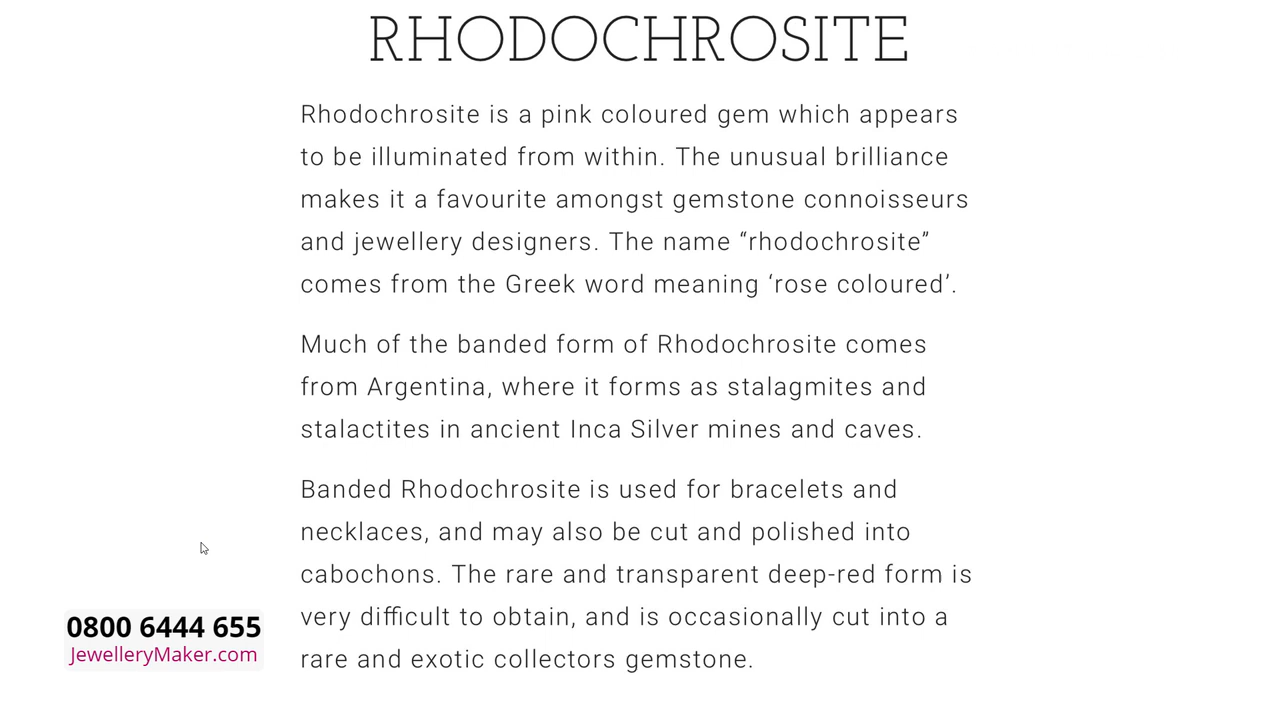 RHODOCHROSITE
Rhodochrosite is a pink coloured gem which appears
to be illuminated from within. The unusual brilliance
makes it a favourite amongst gemstone connoisseurs
and jewellery designers. The name “rhodochrosite”
comes from the Greek word meaning ‘rose coloured’.
Much of the banded form of Rhodochrosite comes
from Argentina, where it forms as stalagmites and
stalactites in ancient Inca Silver mines and caves.
Banded Rhodochrosite is used for bracelets and
necklaces, and may also be cut and polished into
cabochons. The rare and transparent deep-red form is
very difficult to obtain, and is occasionally cut into a
rare and exotic collectors gemstone.
0800 6444 655
JewelleryMaker.com